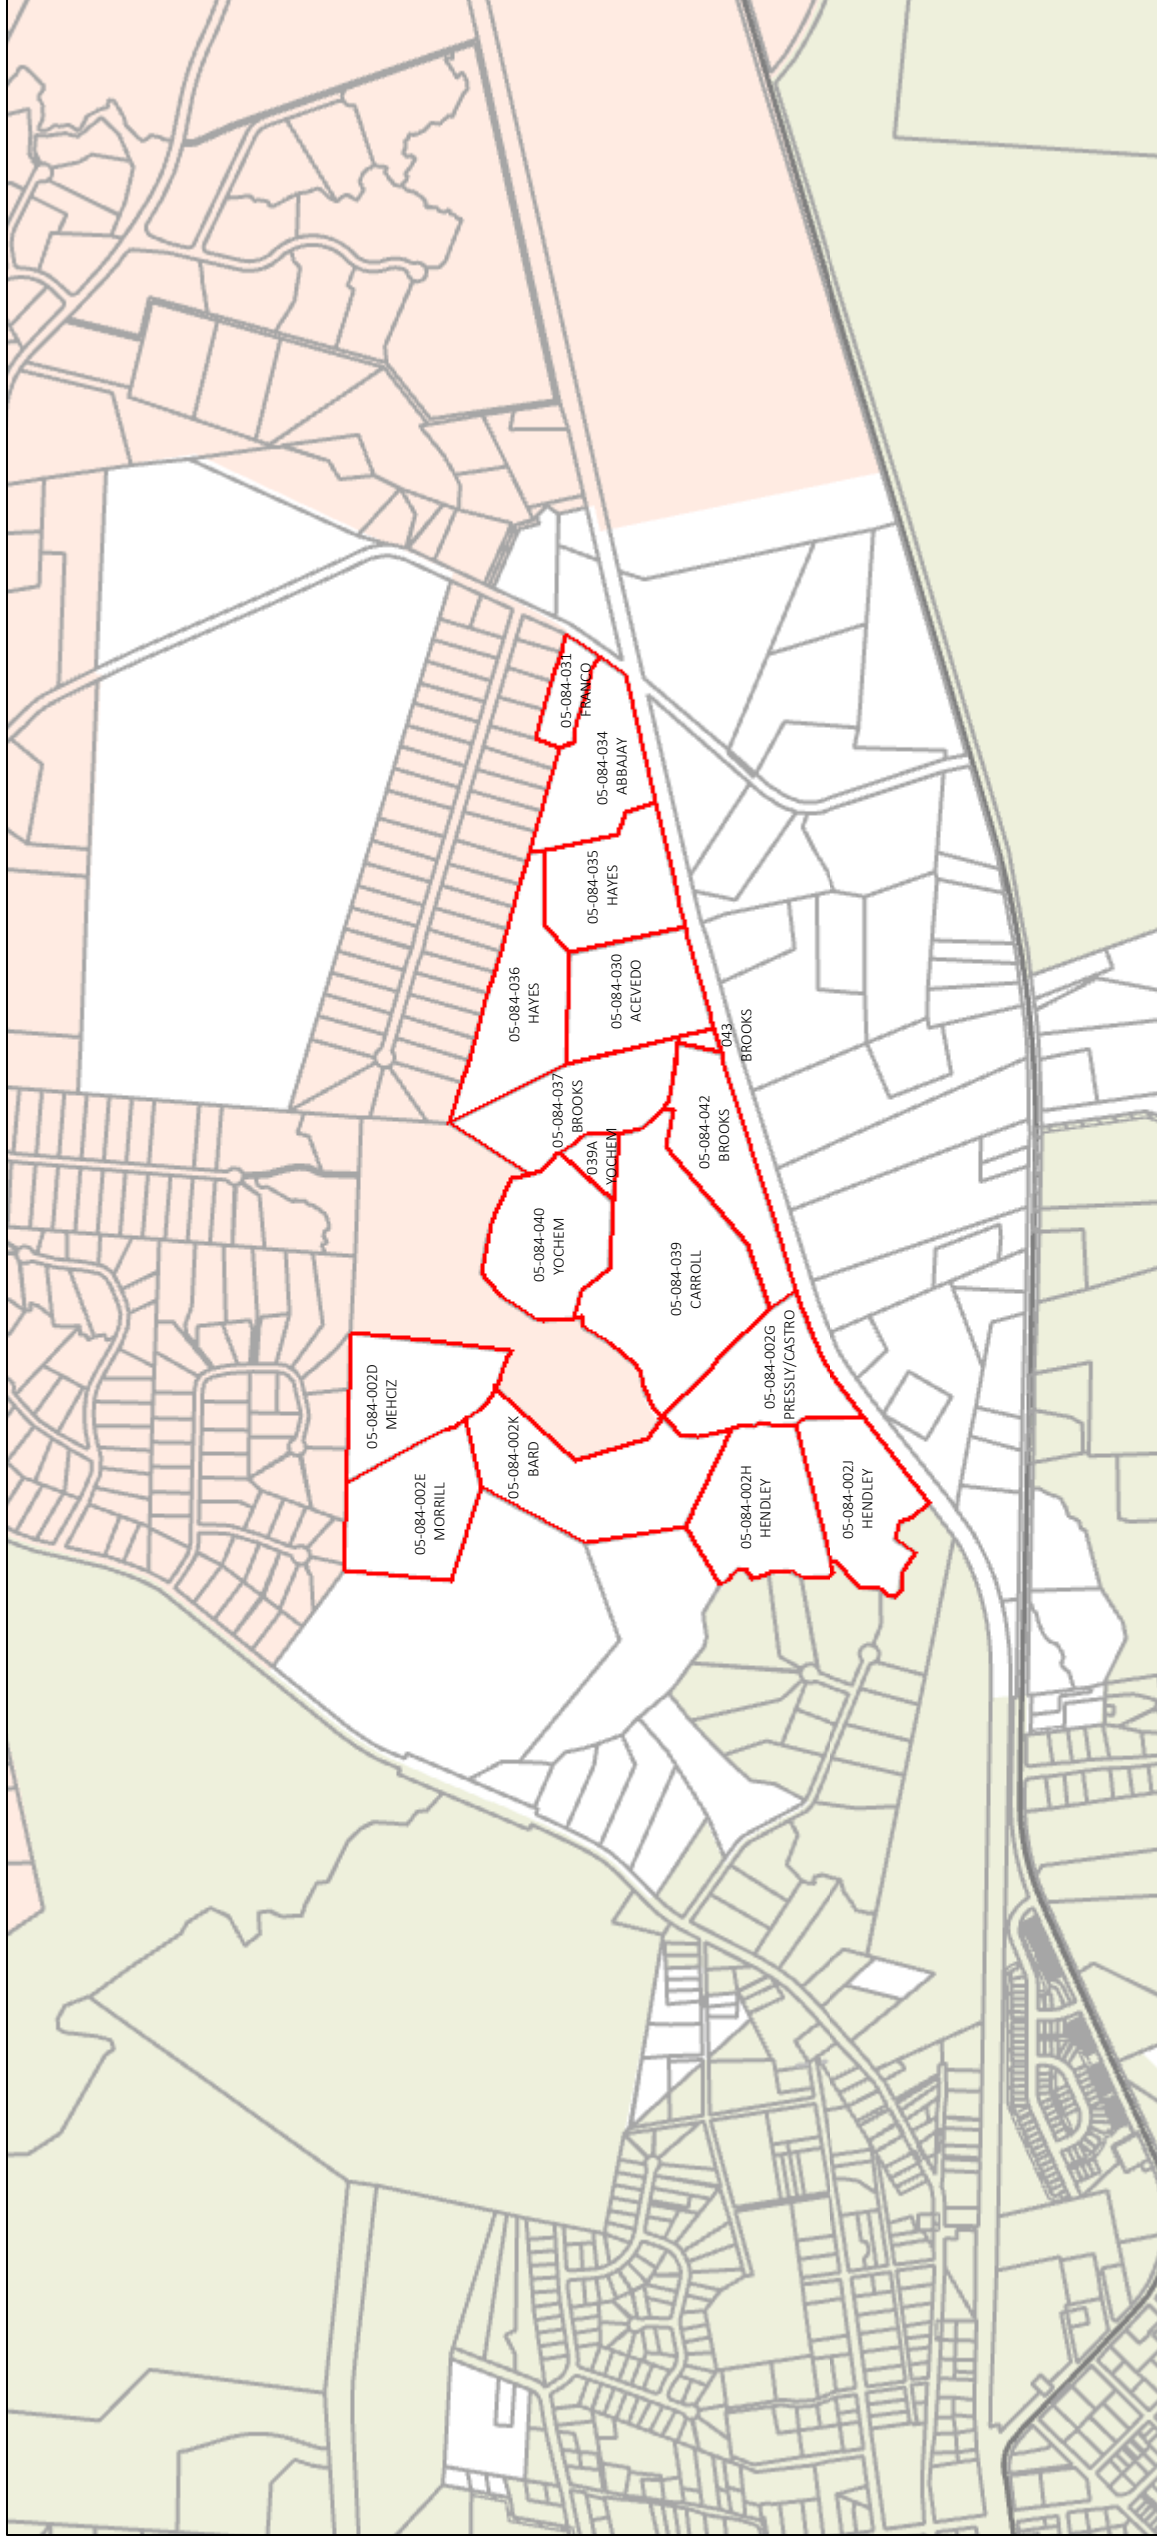 05-084-031
FRANCO
05-084-034
ABBAJAY
05-084-035
HAYES
05-084-036
HAYES
05-084-030
ACEVEDO
043
BROOKS
05-084-037
BROOKS
05-084-042
BROOKS
039A
YOCHEM
05-084-040
YOCHEM
05-084-039
CARROLL
05-084-002G
PRESSLY/CASTRO
05-084-002D
MEHCIZ
05-084-002K
BARD
05-084-002E
MORRILL
05-084-002H
HENDLEY
05-084-002J
HENDLEY